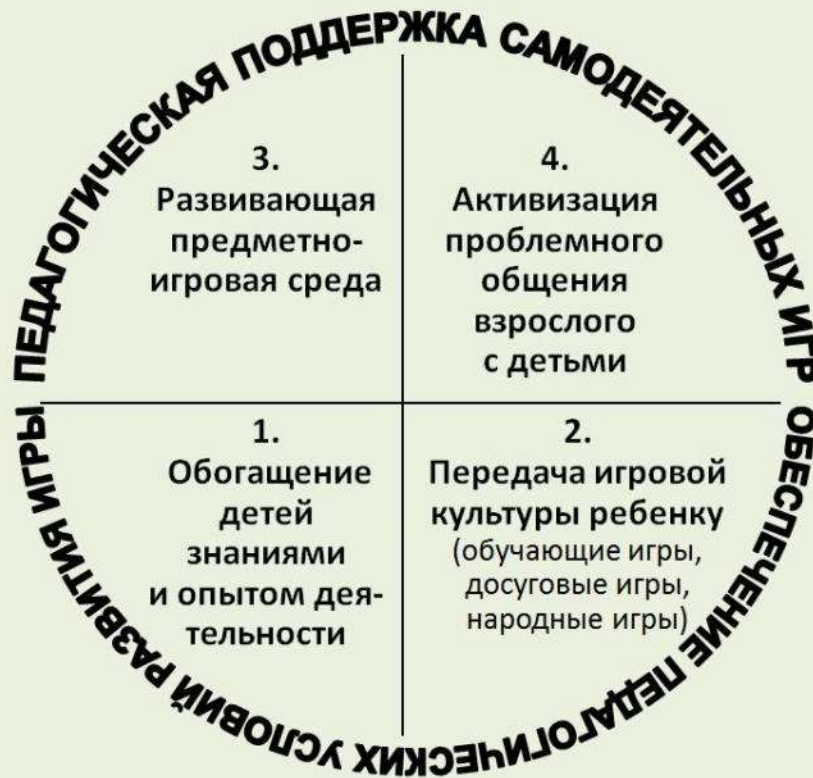 ПЕДАГОГИЧЕСКАЯ ПОДДЕРЖКА САМОДЕЯТЕЛЬНЫХ ИГР
3.
Развивающая
предметно-
игровая среда
4.
Активизация
проблемного
общения
взрослого
с детьми
1.
Обогащение
детей
знаниями
и опытом дея-
тельности
2.
Передача игровой
культуры ребенку
(обучающие игры,
досуговые игры,
народные игры)
ОБЕСПЕЧЕНИЕ ПЕДАГОГИЧЕСКИХ УСЛОВИЙ РАЗВИТИЯ ИГРЫ